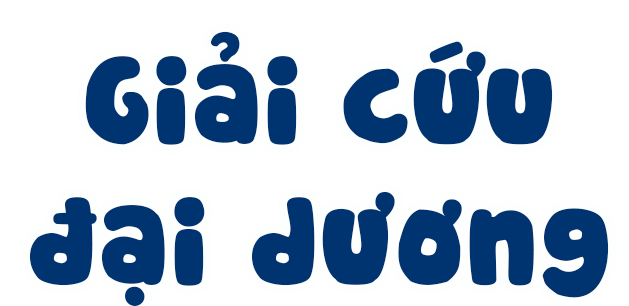 Giải cứu
đại dương